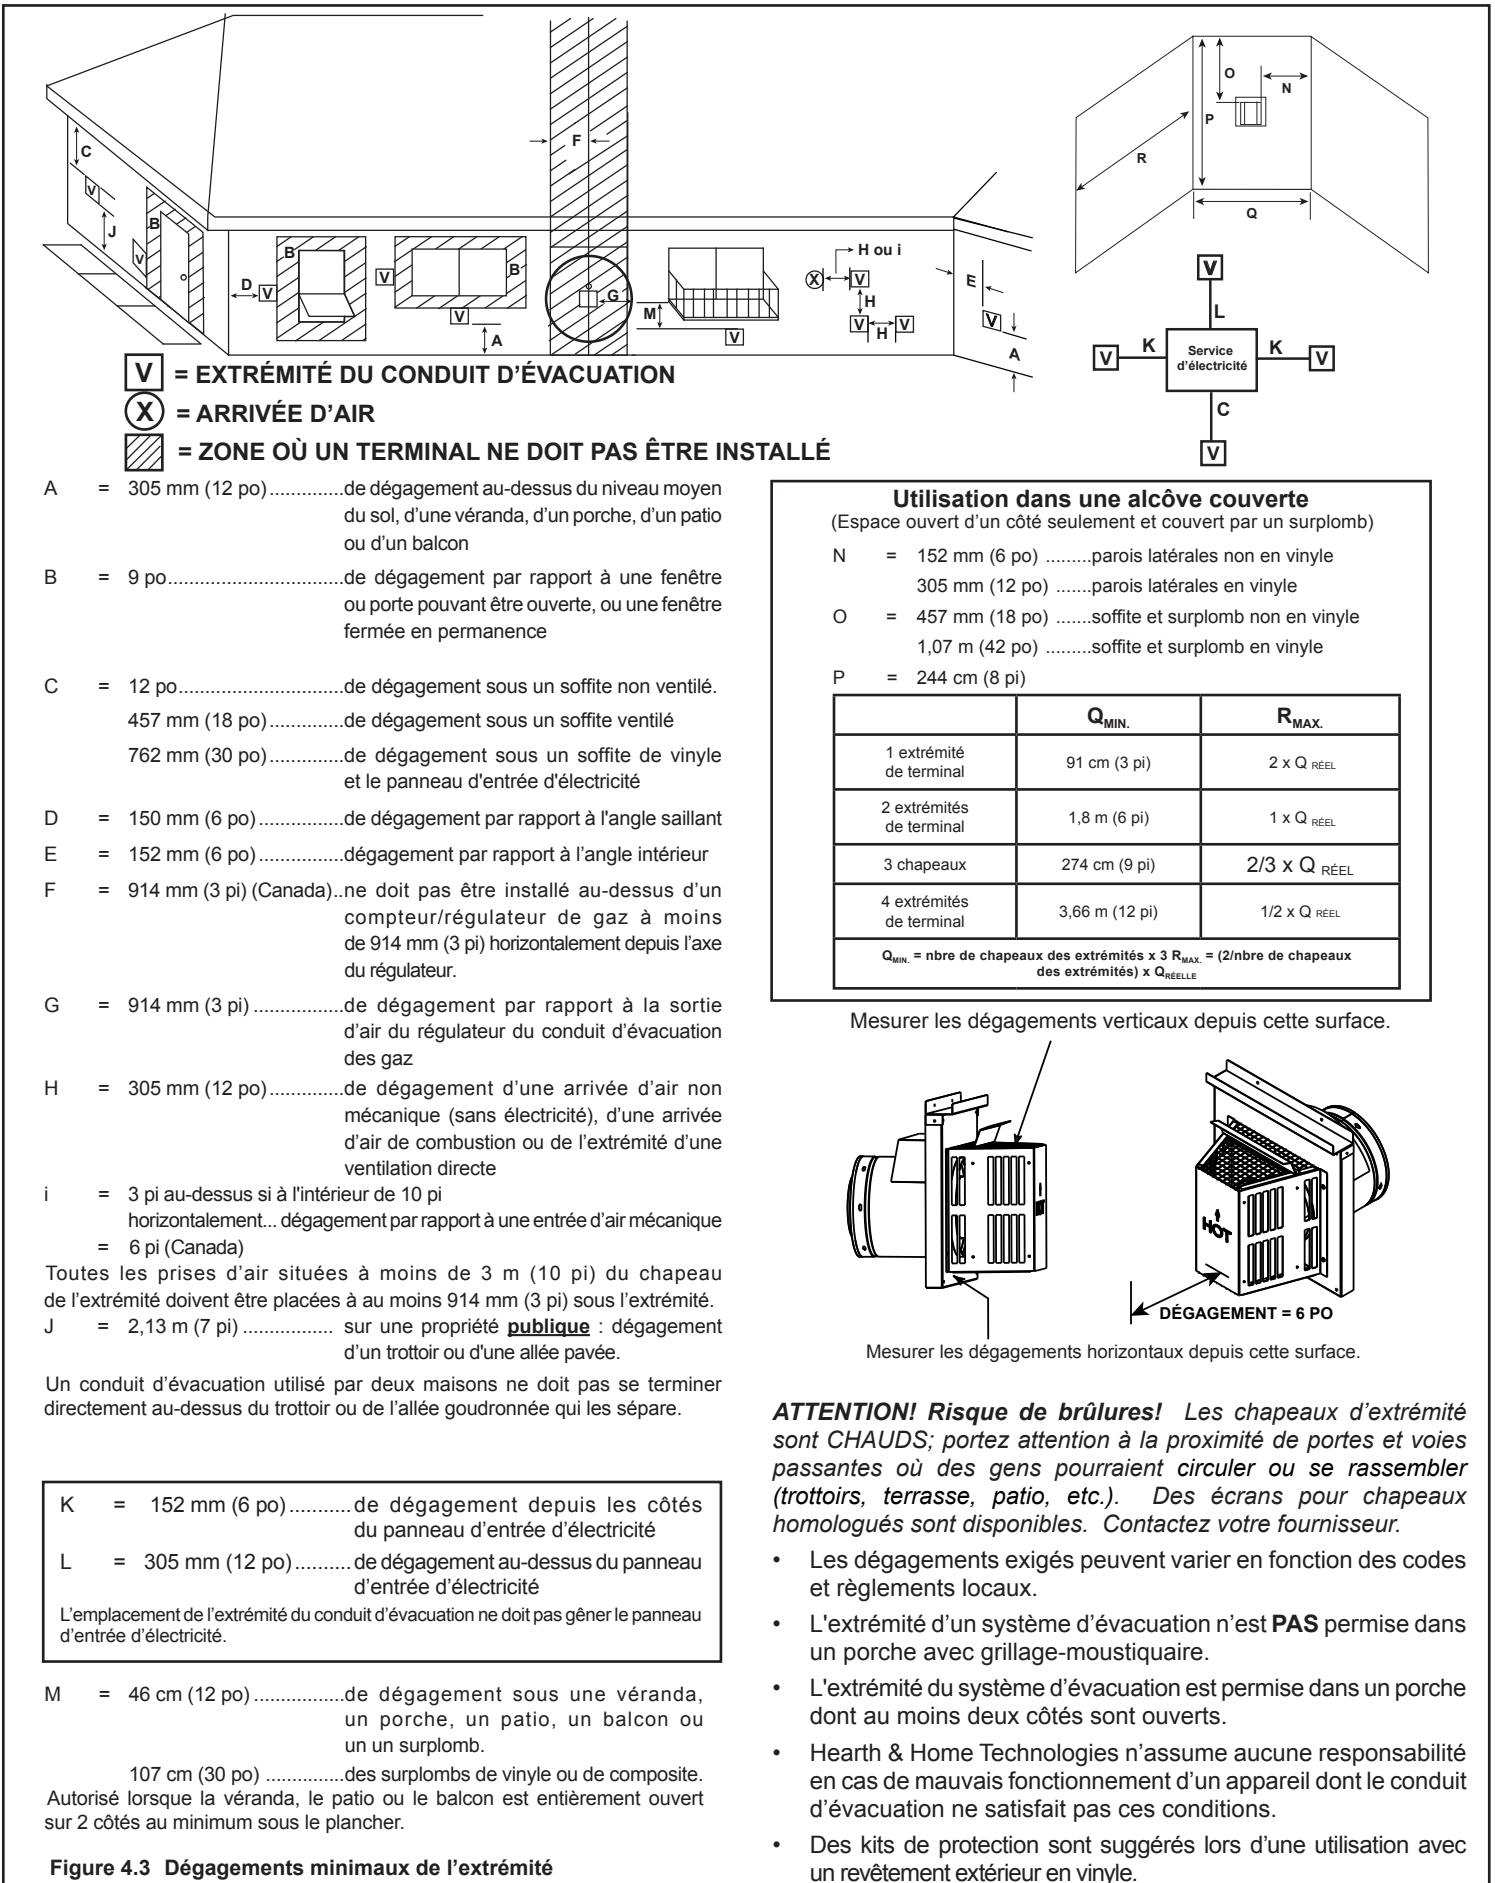 C
V
J
B
V
D
V
B
V
B
V
A
F
G
M
V
H ou i
X
V
H
V
H
V
E
V
A
O
N
P
R
Q
V
L
V
K
Service
d’électricité
K
V
C
V
V = EXTRÉMITÉ DU CONDUIT D’ÉVACUATION
X = ARRIVÉE D’AIR
= ZONE OÙ UN TERMINAL NE DOIT PAS ÊTRE INSTALLÉ
A = 305 mm (12 po)..............de dégagement au-dessus du niveau moyen
du sol, d’une véranda, d’un porche, d’un patio
ou d’un balcon
B = 9 po.................................de dégagement par rapport à une fenêtre
ou porte pouvant être ouverte, ou une fenêtre
fermée en permanence
C = 12 po...............................de dégagement sous un soffite non ventilé.
457 mm (18 po)..............de dégagement sous un soffite ventilé
762 mm (30 po)..............de dégagement sous un soffite de vinyle
et le panneau d'entrée d'électricité
D = 150 mm (6 po)................de dégagement par rapport à l'angle saillant
E = 152 mm (6 po)................dégagement par rapport à l’angle intérieur
F = 914 mm (3 pi) (Canada)..ne doit pas être installé au-dessus d’un
compteur/régulateur de gaz à moins
de 914 mm (3 pi) horizontalement depuis l’axe
du régulateur.
G = 914 mm (3 pi) .................de dégagement par rapport à la sortie
d’air du régulateur du conduit d’évacuation
des gaz
H = 305 mm (12 po)..............de dégagement d’une arrivée d’air non
mécanique (sans électricité), d’une arrivée
d’air de combustion ou de l’extrémité d’une
ventilation directe
i = 3 pi au-dessus si à l'intérieur de 10 pi
horizontalement... dégagement par rapport à une entrée d’air mécanique
= 6 pi (Canada)
Toutes les prises d’air situées à moins de 3 m (10 pi) du chapeau
de l’extrémité doivent être placées à au moins 914 mm (3 pi) sous l’extrémité.
J = 2,13 m (7 pi) ................. sur une propriété publique : dégagement
d’un trottoir ou d'une allée pavée.
Un conduit d’évacuation utilisé par deux maisons ne doit pas se terminer
directement au-dessus du trottoir ou de l’allée goudronnée qui les sépare.
K = 152 mm (6 po)...........de dégagement depuis les côtés
du panneau d’entrée d’électricité
L = 305 mm (12 po)..........de dégagement au-dessus du panneau
d’entrée d’électricité
L’emplacement de l’extrémité du conduit d’évacuation ne doit pas gêner le panneau
d’entrée d’électricité.
M = 46 cm (12 po).................de dégagement sous une véranda,
un porche, un patio, un balcon ou
un un surplomb.
107 cm (30 po) ..............des surplombs de vinyle ou de composite.
Autorisé lorsque la véranda, le patio ou le balcon est entièrement ouvert
sur 2 côtés au minimum sous le plancher.
Figure 4.3 Dégagements minimaux de l’extrémité
Utilisation dans une alcôve couverte
(Espace ouvert d’un côté seulement et couvert par un surplomb)
N = 152 mm (6 po) .........parois latérales non en vinyle
305 mm (12 po) .......parois latérales en vinyle
O = 457 mm (18 po) .......soffite et surplomb non en vinyle
1,07 m (42 po) .........soffite et surplomb en vinyle
P = 244 cm (8 pi)
QMIN. RMAX.
1 extrémité
de terminal 91 cm (3 pi) 2 x Q RÉEL
2 extrémités
de terminal 1,8 m (6 pi) 1 x Q RÉEL
3 chapeaux 274 cm (9 pi) 2/3 x Q RÉEL
4 extrémités
de terminal 3,66 m (12 pi) 1/2 x Q RÉEL
QMIN. = nbre de chapeaux des extrémités x 3 RMAX. = (2/nbre de chapeaux
des extrémités) x QRÉELLE
Mesurer les dégagements verticaux depuis cette surface.
HOT
DÉGAGEMENT = 6 PO
Mesurer les dégagements horizontaux depuis cette surface.
ATTENTION! Risque de brûlures! Les chapeaux d’extrémité
sont CHAUDS; portez attention à la proximité de portes et voies
passantes où des gens pourraient circuler ou se rassembler
(trottoirs, terrasse, patio, etc.). Des écrans pour chapeaux
homologués sont disponibles. Contactez votre fournisseur.
• Les dégagements exigés peuvent varier en fonction des codes
et règlements locaux.
• L'extrémité d’un système d’évacuation n’est PAS permise dans
un porche avec grillage-moustiquaire.
• L'extrémité du système d’évacuation est permise dans un porche
dont au moins deux côtés sont ouverts.
• Hearth & Home Technologies n’assume aucune responsabilité
en cas de mauvais fonctionnement d’un appareil dont le conduit
d’évacuation ne satisfait pas ces conditions.
• Des kits de protection sont suggérés lors d’une utilisation avec
un revêtement extérieur en vinyle.